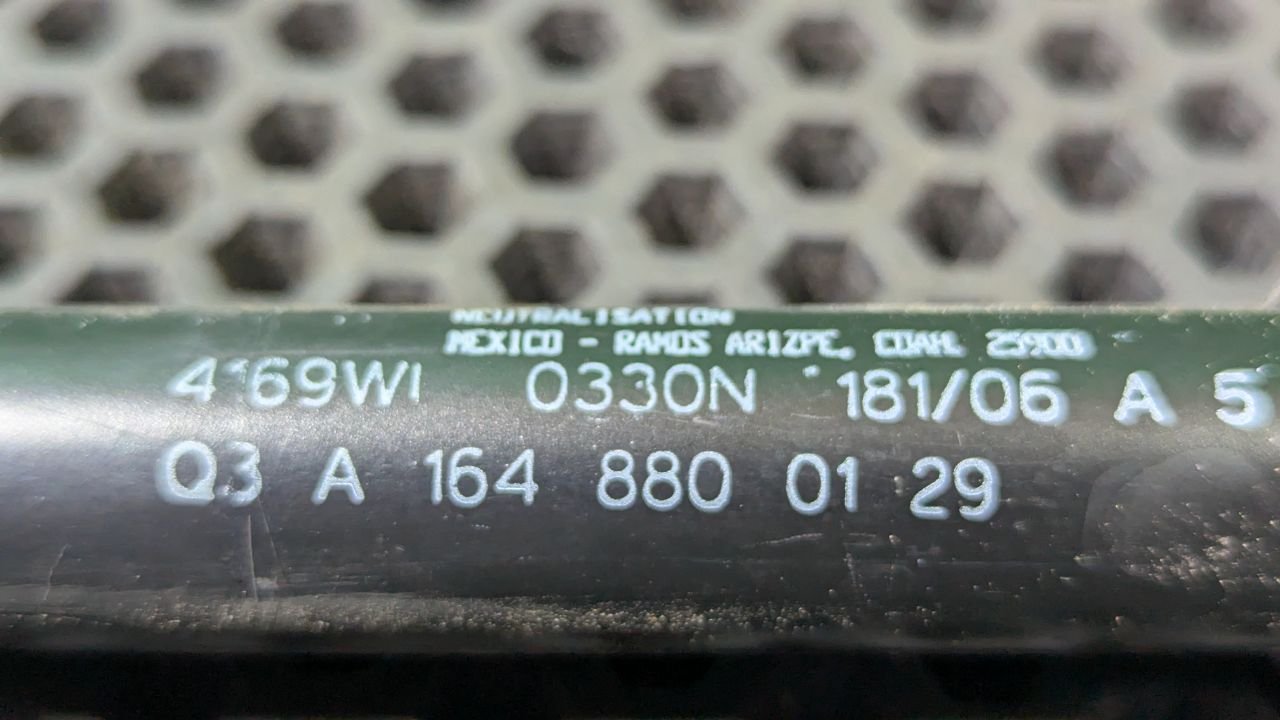 NEUTRALISATION
MEXICO - RAMOS ARIZPE, COAH. 25900
4169WI 0330N 181/06 A 5
Q3 A 164 880 01 29